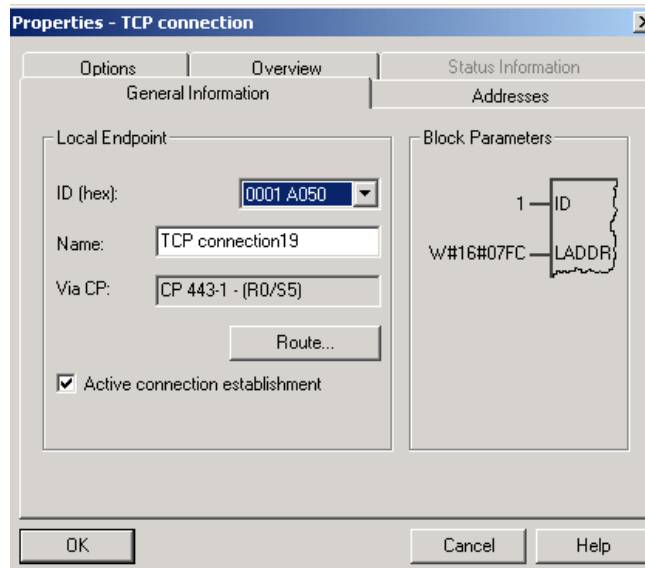 Properties - TCP connection
Options
Overview
Status Information
General Information
Addresses
Local Endpoint
ID (hex):
0001 A050
Name:
TCP connection19
Via CP:
CP 443-1 - (R0/S5)
Route...
Active connection establishment
Block Parameters
1
ID
W#16#07FC
LADDR
OK
Cancel
Help